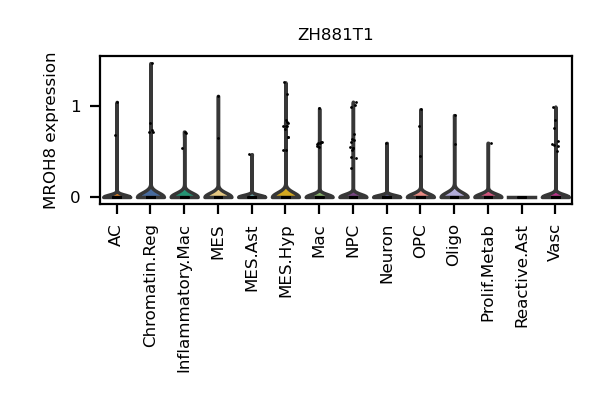 ZH881T1
MROH8 expression
1
0
AC
Chromatin.Reg
Inflammatory.Mac
MES
MES.Ast
MES.Hyp
Mac
NPC
Neuron
OPC
Oligo
Prolif.Metab
Reactive.Ast
Vasc